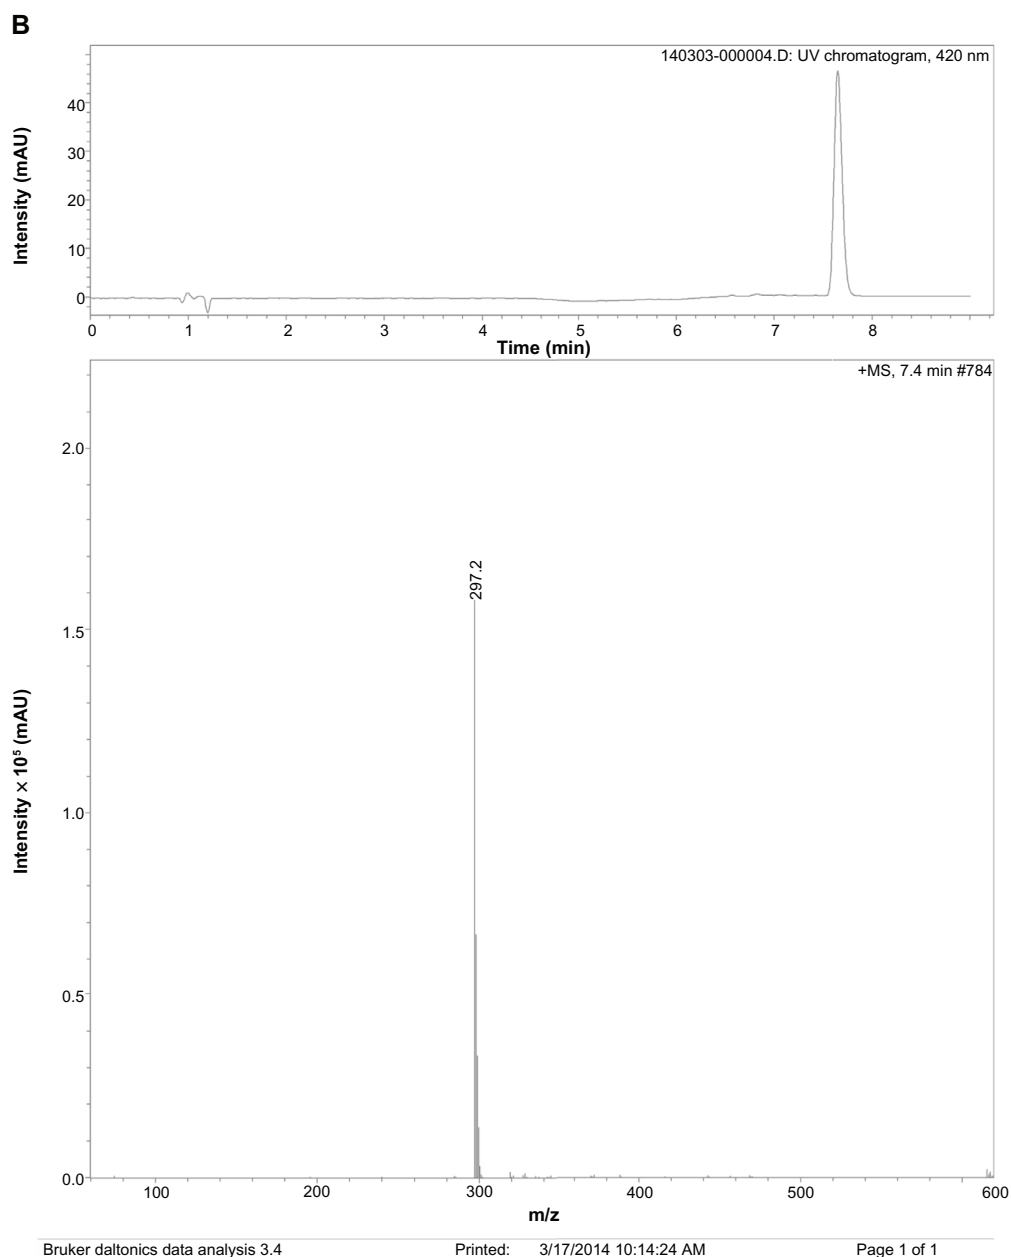 B
140303-000004.D: UV chromatogram, 420 nm
Intensity (mAU)
40
30
20
10
0
0 1 2 3 4 5 6 7 8
Time (min)
+MS, 7.4 min #784
2.0
297.2
1.5
Intensity × 10⁵ (mAU)
1.0
0.5
0.0
100 200 300 400 500 600
m/z
Bruker daltonics data analysis 3.4 Printed: 3/17/2014 10:14:24 AM Page 1 of 1